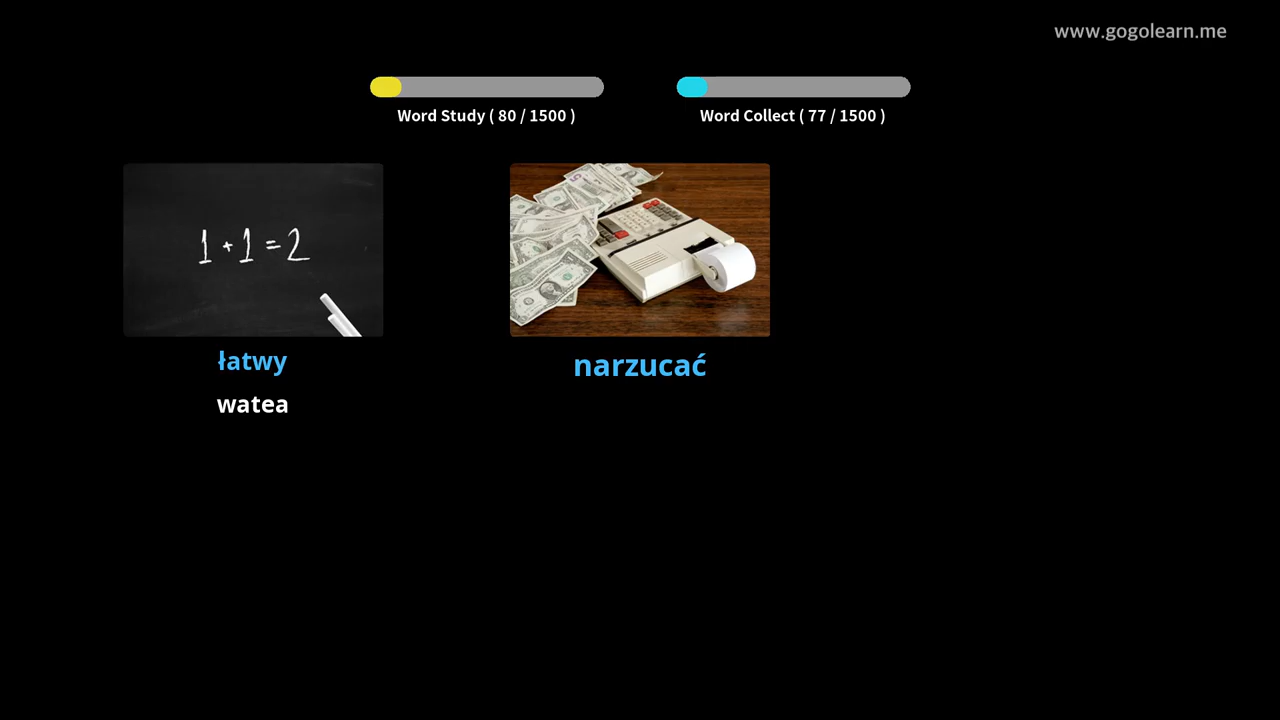 www.gogolearn.me
Word Study ( 80 / 1500 )
Word Collect ( 77 / 1500 )
1 + 1 = 2
łatwy
watea
narzucać